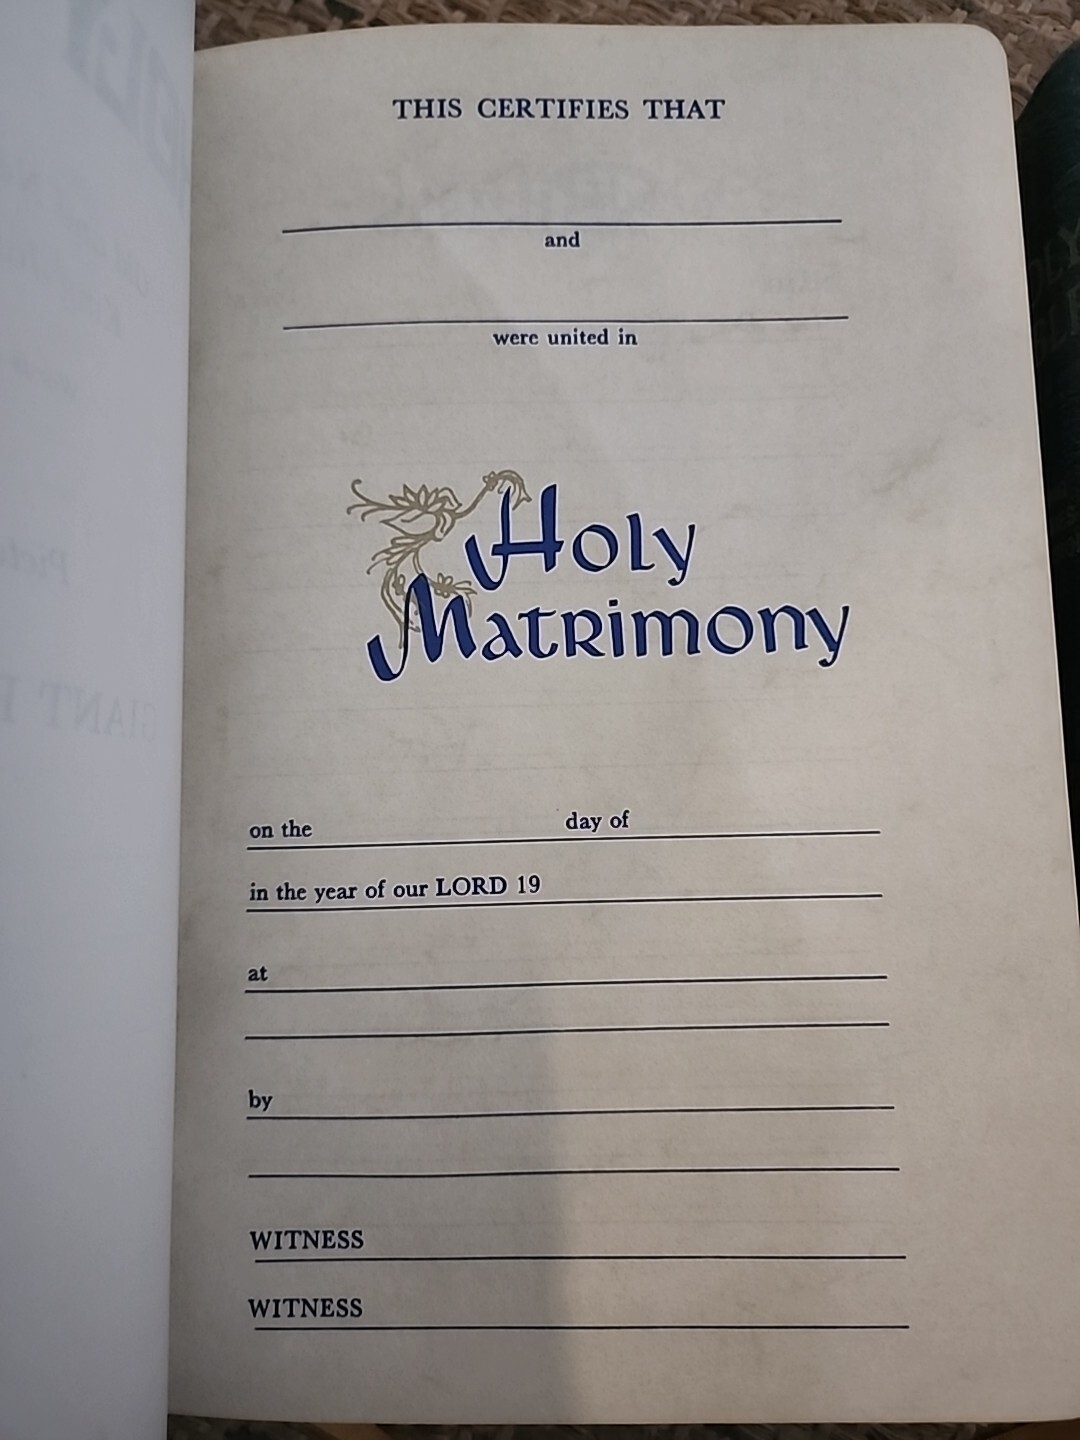 THIS CERTIFIES THAT
and
were united in
Holy
Matrimony
on the day of
in the year of our LORD 19
at
by
WITNESS
WITNESS
GIANT